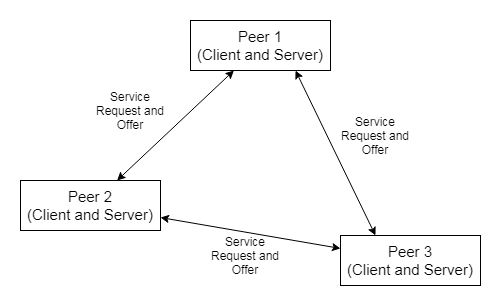 Peer 1
(Client and Server)
Service
Request and
Offer
Service
Request and
Offer
Peer 2
(Client and Server)
Service
Request and
Offer
Peer 3
(Client and Server)